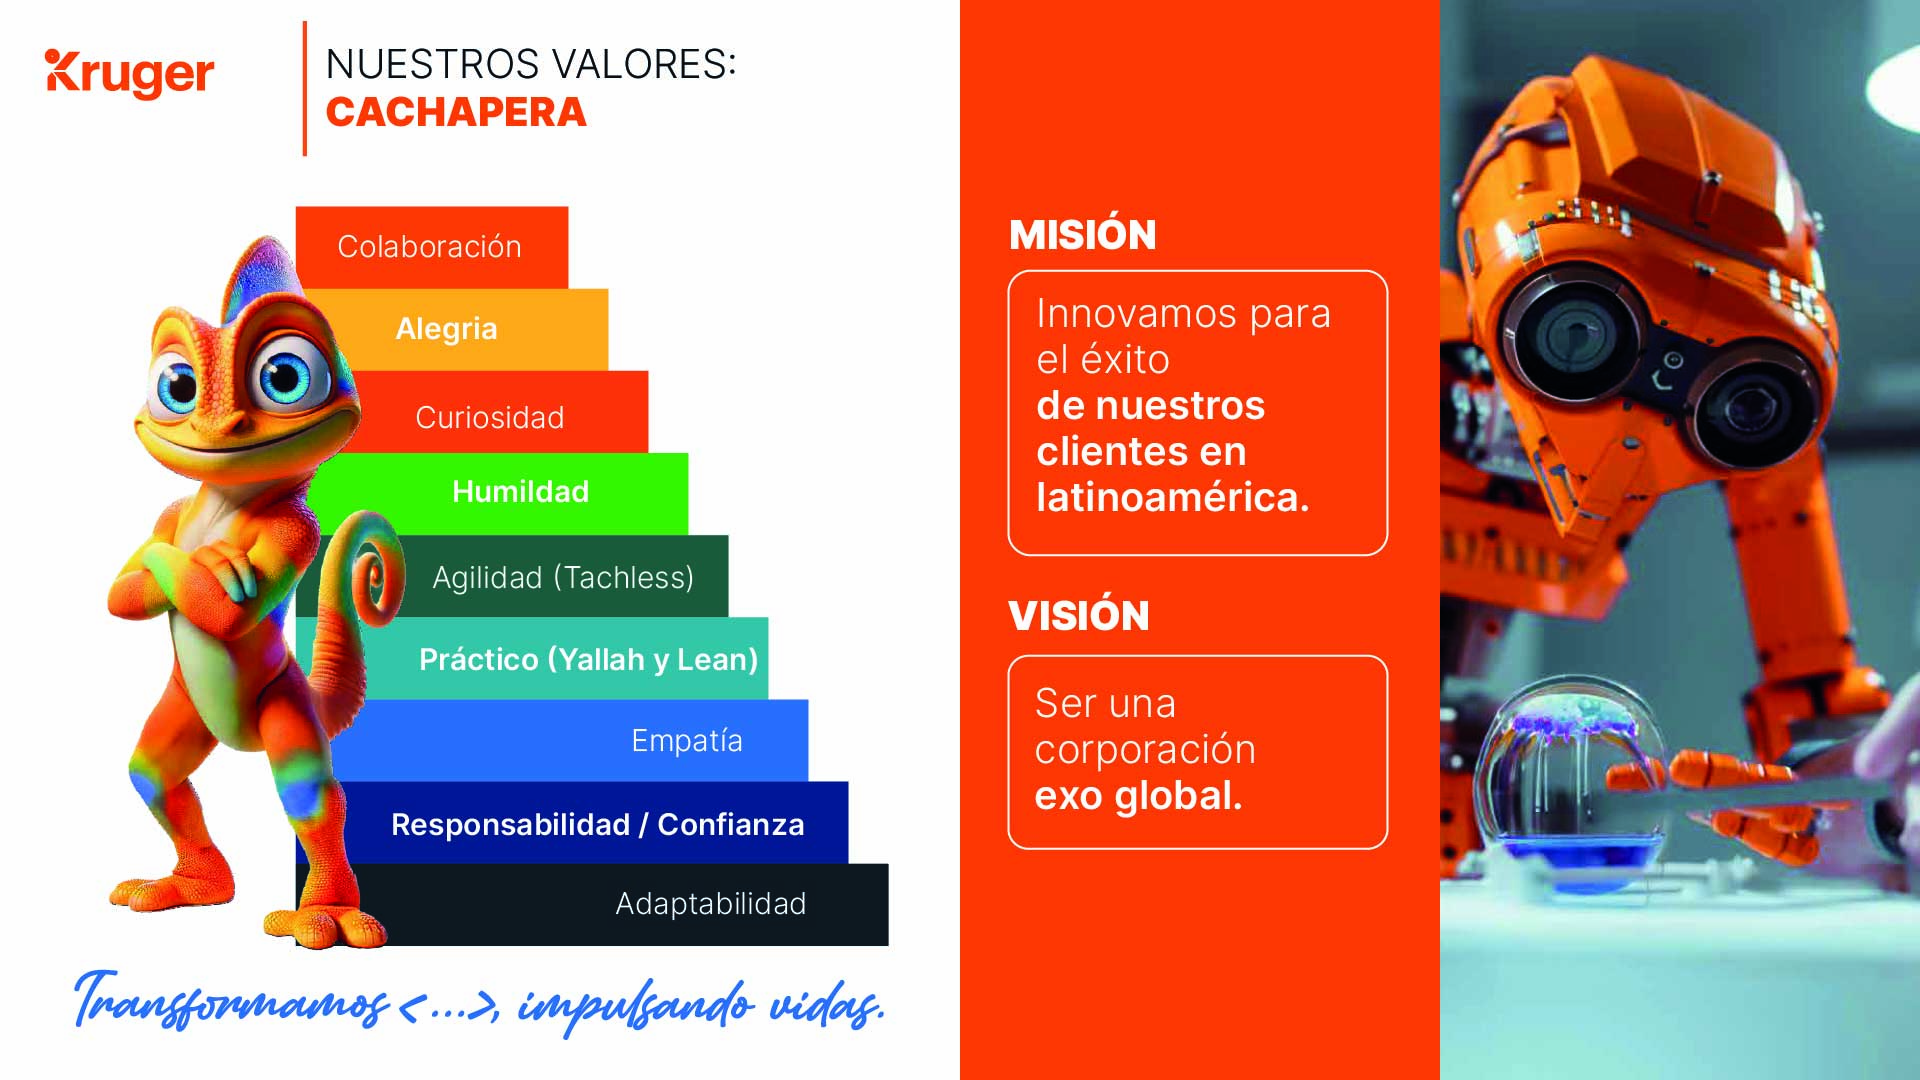 Kruger
NUESTROS VALORES:
CACHAPERA
Colaboración
Alegria
Curiosidad
Humildad
Agilidad (Tachless)
Práctico (Yallah y Lean)
Empatía
Responsabilidad / Confianza
Adaptabilidad
Transformamos <...>, impulsando vidas.
MISIÓN
Innovamos para
el éxito
de nuestros
clientes en
latinoamérica.
VISIÓN
Ser una
corporación
exo global.